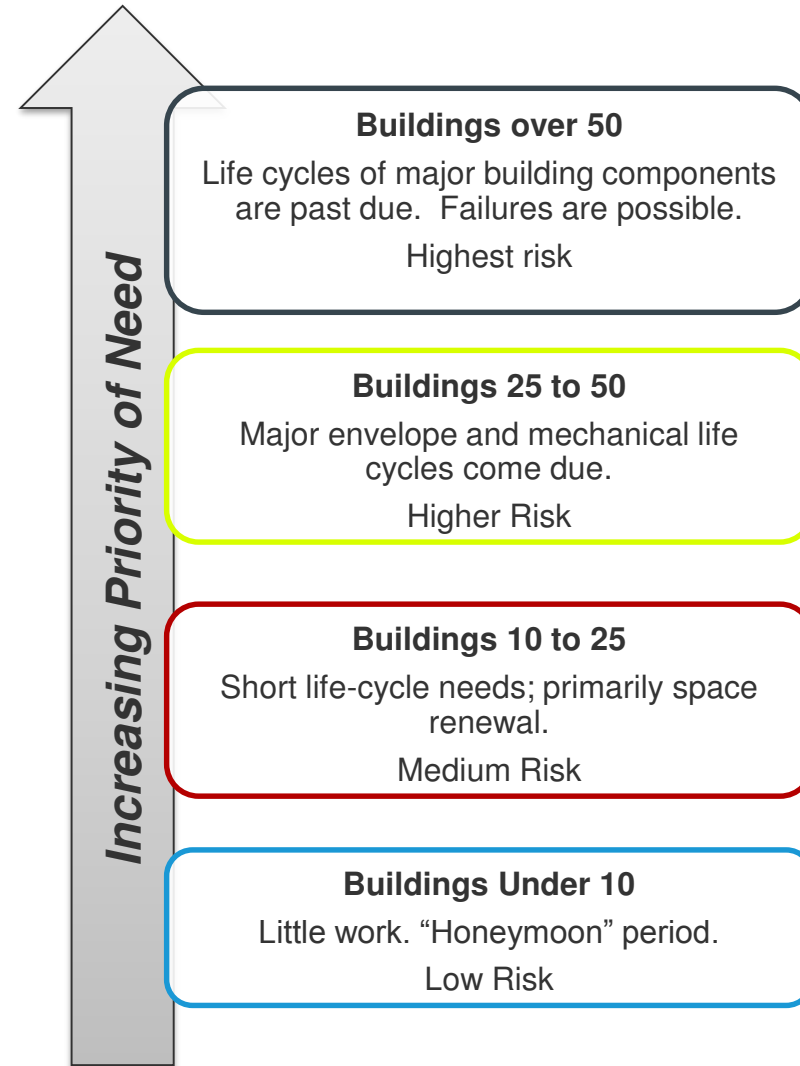 Increasing Priority of Need
Buildings over 50
Life cycles of major building components
are past due.  Failures are possible.
Highest risk
Buildings 25 to 50
Major envelope and mechanical life
cycles come due.
Higher Risk
Buildings 10 to 25
Short life-cycle needs; primarily space
renewal.
Medium Risk
Buildings Under 10
Little work. “Honeymoon” period.
Low Risk